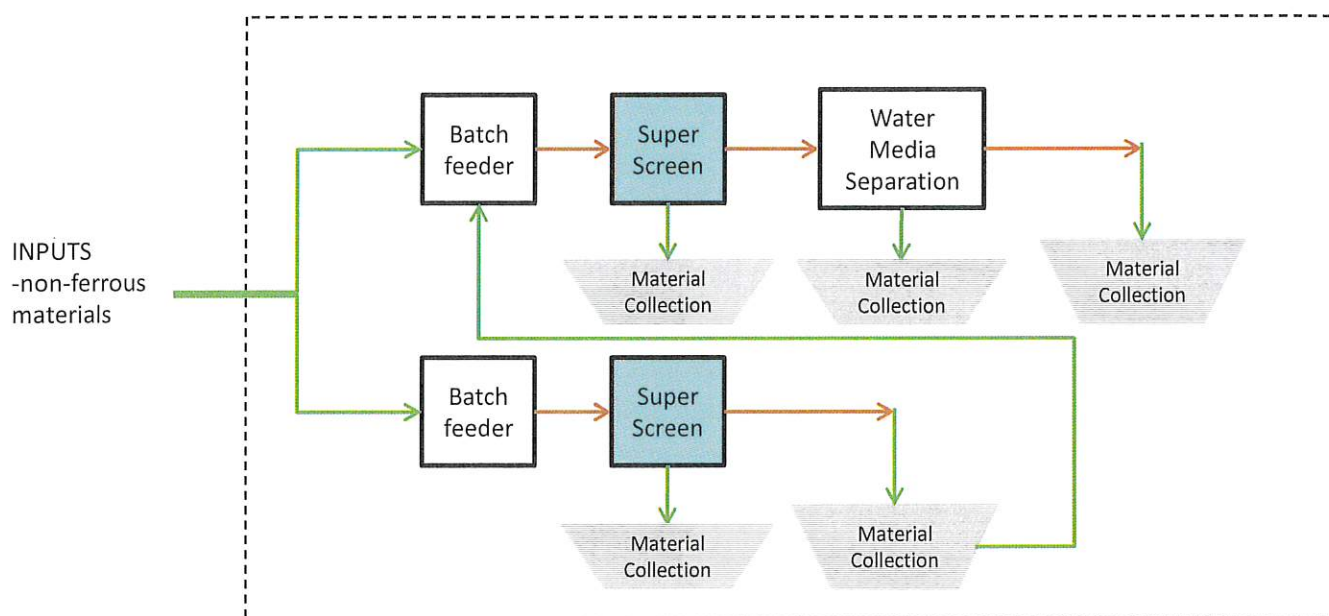 INPUTS
-non-ferrous
materials
Batch
feeder
Super
Screen
Water
Media
Separation
Material
Collection
Material
Collection
Material
Collection
Batch
feeder
Super
Screen
Material
Collection
Material
Collection